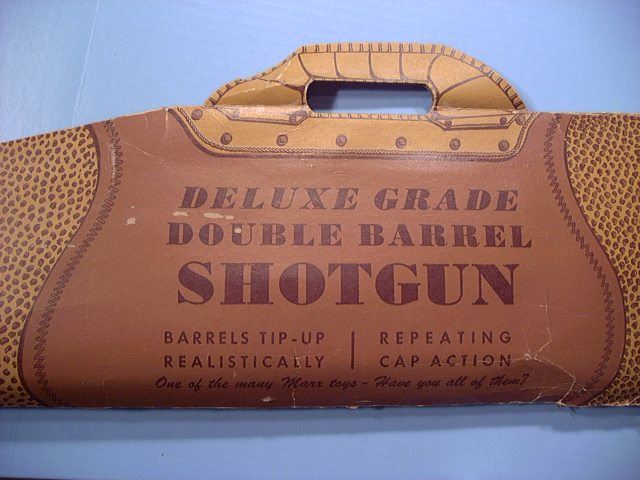 DELUXE GRADE
DOUBLE BARREL
SHOTGUN
BARRELS TIP-UP
REALISTICALLY
REPEATING
CAP ACTION
One of the many Marx toys - Have you all of them?